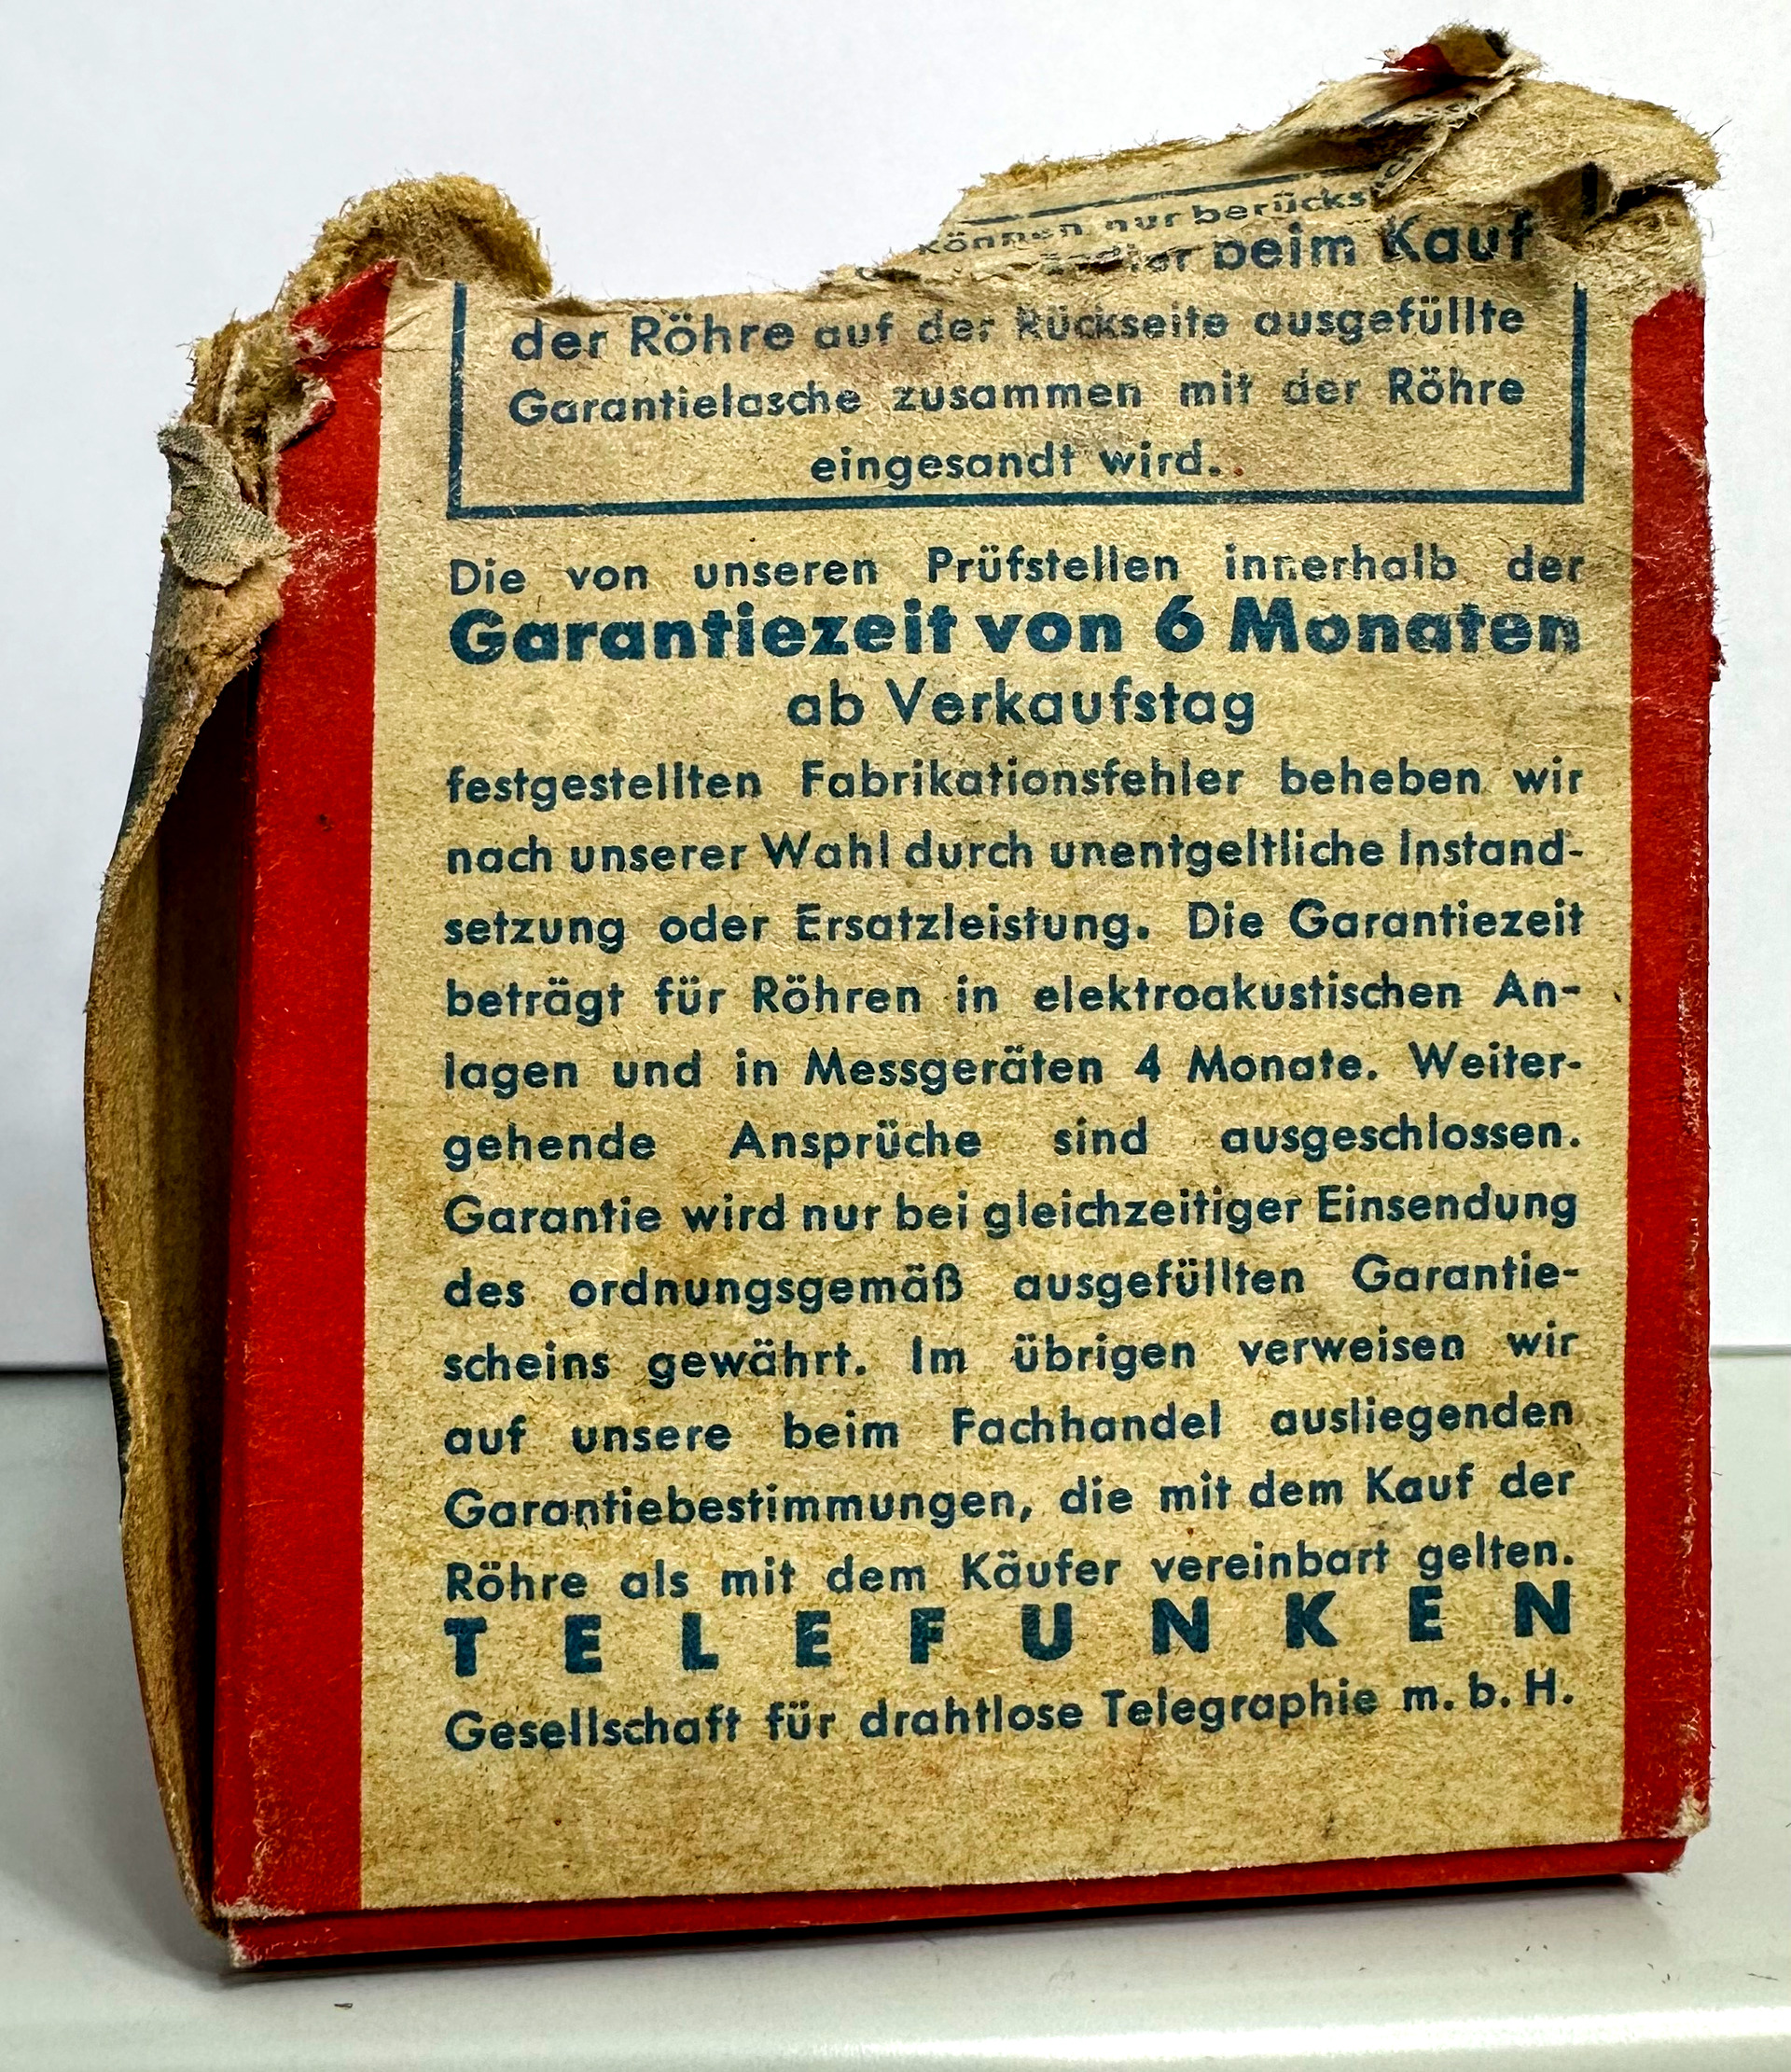 können nur
beim Kauf
der Röhre auf der Rückseite ausgefüllte
Garantielasche zusammen mit der Röhre
eingesandt wird.
Die von unseren Prüfstellen innerhalb der
Garantiezeit von 6 Monaten
ab Verkaufstag
festgestellten Fabrikationsfehler beheben wir
nach unserer Wahl durch unentgeltliche Instand-
setzung oder Ersatzleistung. Die Garantiezeit
beträgt für Röhren in elektroakustischen An-
lagen und in Messgeräten 4 Monate. Weiter-
gehende Ansprüche sind ausgeschlossen.
Garantie wird nur bei gleichzeitiger Einsendung
des ordnungsgemäß ausgefüllten Garantie-
scheins gewährt. Im übrigen verweisen wir
auf unsere beim Fachhandel ausliegenden
Garantiebestimmungen, die mit dem Kauf der
Röhre als mit dem Käufer vereinbart gelten.
TELEFUNKEN
Gesellschaft für drahtlose Telegraphie m. b. H.